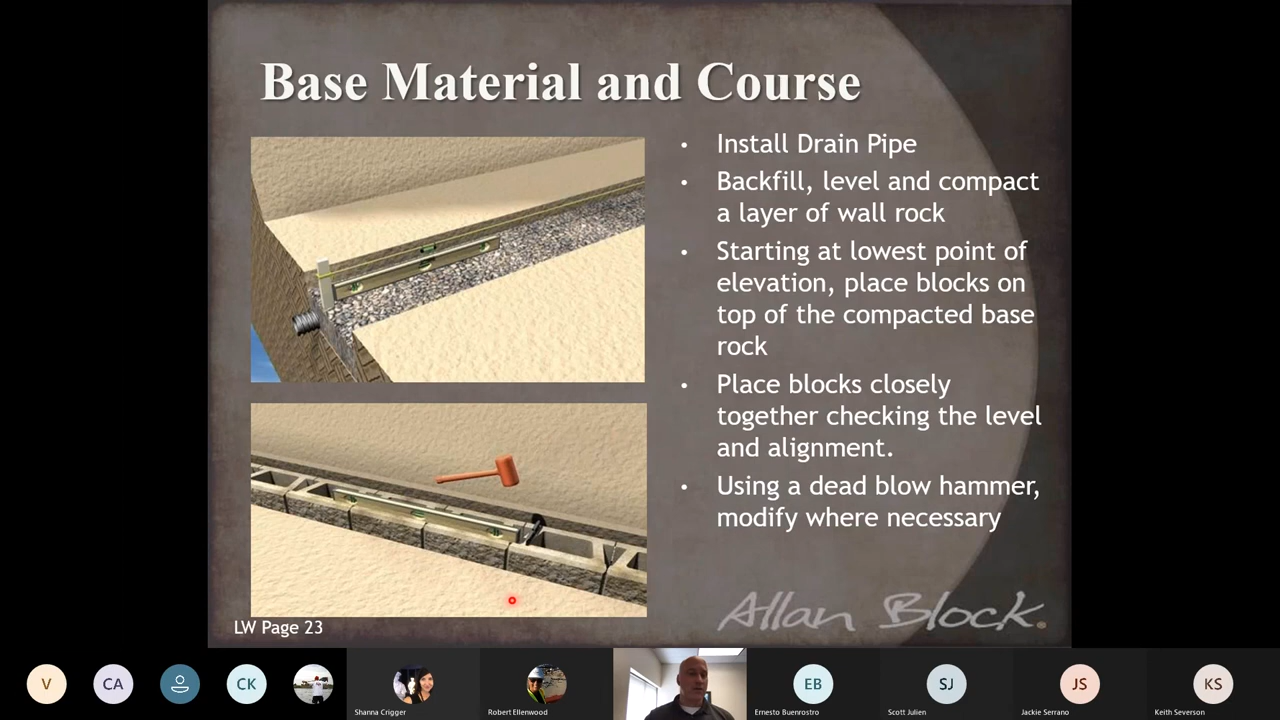 Base Material and Course
• Install Drain Pipe
• Backfill, level and compact
a layer of wall rock
• Starting at lowest point of
elevation, place blocks on
top of the compacted base
rock
• Place blocks closely
together checking the level
and alignment.
• Using a dead blow hammer,
modify where necessary
Allan Block.
LW Page 23
V
CA
CK
Shanna Crigger
Robert Ellenwood
EB
Ernesto Buenrostro
SJ
Scott Julien
JS
Jackie Serrano
KS
Keith Severson